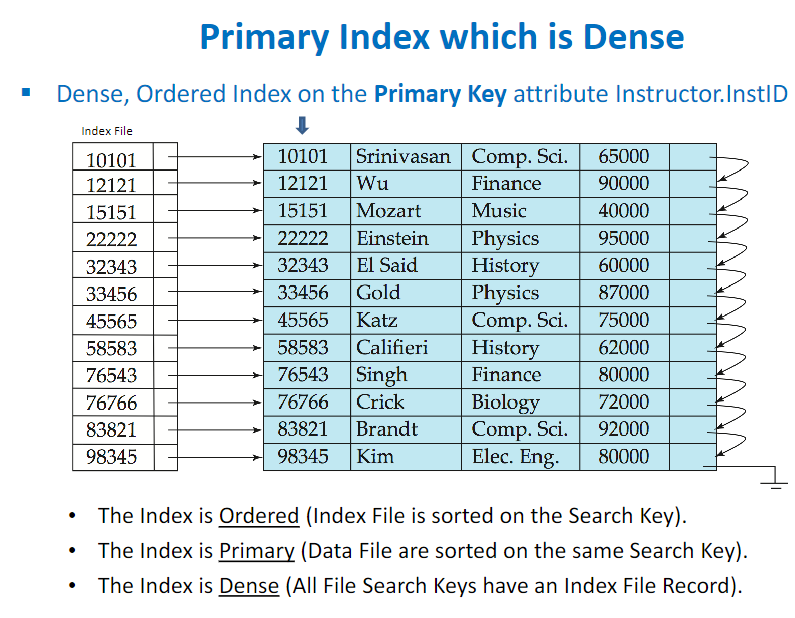 Primary Index which is Dense
▪ Dense, Ordered Index on the Primary Key attribute Instructor.InstID
Index File
10101 10101 Srinivasan Comp. Sci. 65000
12121 12121 Wu Finance 90000
15151 15151 Mozart Music 40000
22222 22222 Einstein Physics 95000
32343 32343 El Said History 60000
33456 33456 Gold Physics 87000
45565 45565 Katz Comp. Sci. 75000
58583 58583 Califieri History 62000
76543 76543 Singh Finance 80000
76766 76766 Crick Biology 72000
83821 83821 Brandt Comp. Sci. 92000
98345 98345 Kim Elec. Eng. 80000
• The Index is Ordered (Index File is sorted on the Search Key).
• The Index is Primary (Data File are sorted on the same Search Key).
• The Index is Dense (All File Search Keys have an Index File Record).